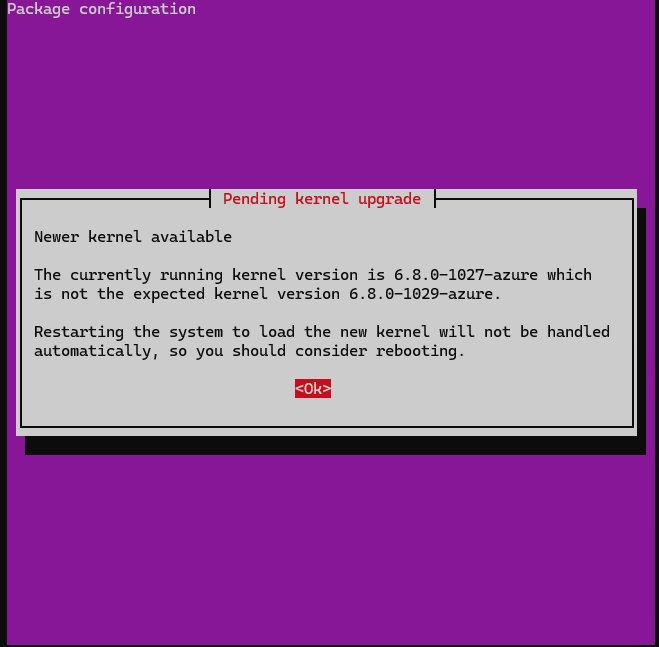 Package configuration
Pending kernel upgrade
Newer kernel available
The currently running kernel version is 6.8.0-1027-azure which
is not the expected kernel version 6.8.0-1029-azure.
Restarting the system to load the new kernel will not be handled
automatically, so you should consider rebooting.
<Ok>